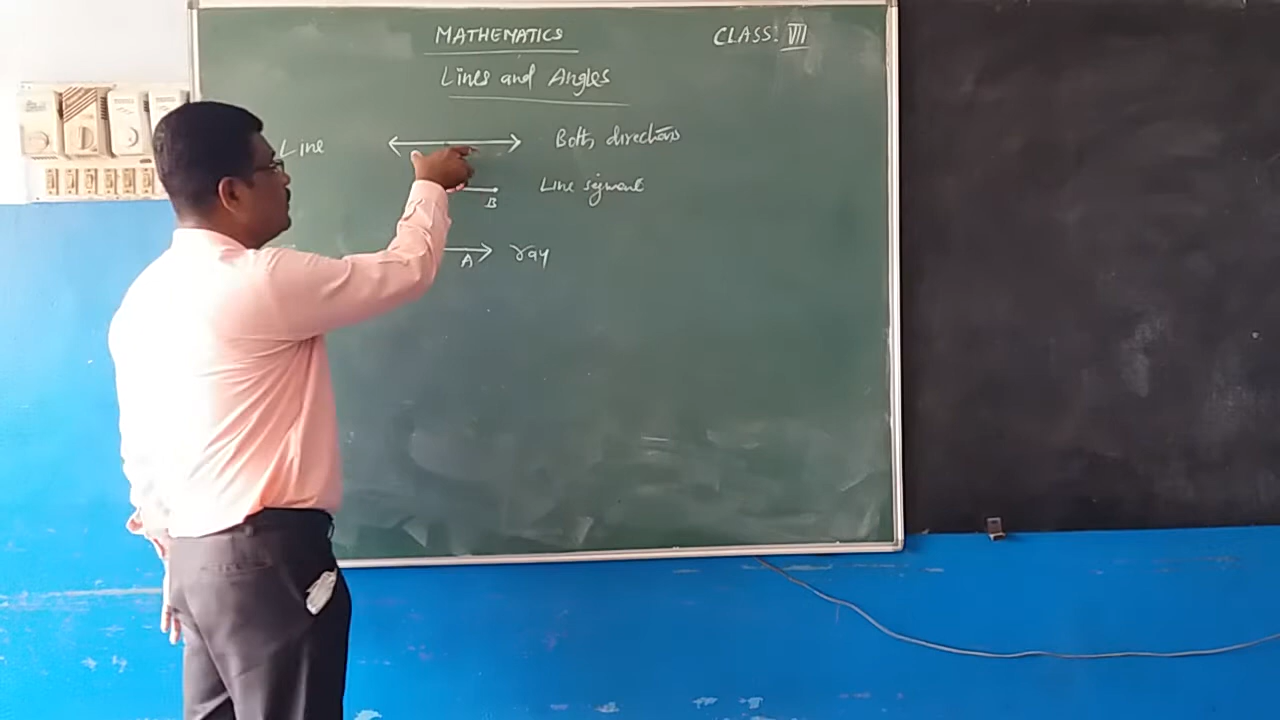 MATHEMATICS
CLASS: VII
Lines and Angles
Line Both directions
B Line segment
A ray